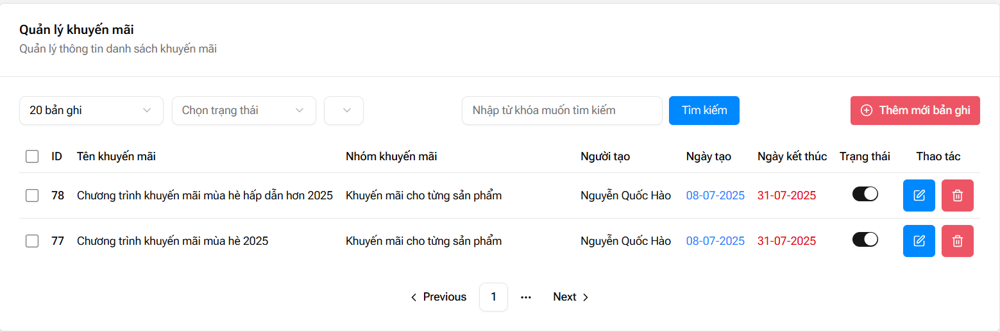 Quản lý khuyến mãi
Quản lý thông tin danh sách khuyến mãi
20 bản ghi Chọn trạng thái Nhập từ khóa muốn tìm kiếm Tìm kiếm Thêm mới bản ghi
ID Tên khuyến mãi Nhóm khuyến mãi Người tạo Ngày tạo Ngày kết thúc Trạng thái Thao tác
78 Chương trình khuyến mãi mùa hè hấp dẫn hơn 2025 Khuyến mãi cho từng sản phẩm Nguyễn Quốc Hào 08-07-2025 31-07-2025
77 Chương trình khuyến mãi mùa hè 2025 Khuyến mãi cho từng sản phẩm Nguyễn Quốc Hào 08-07-2025 31-07-2025
Previous 1 ••• Next